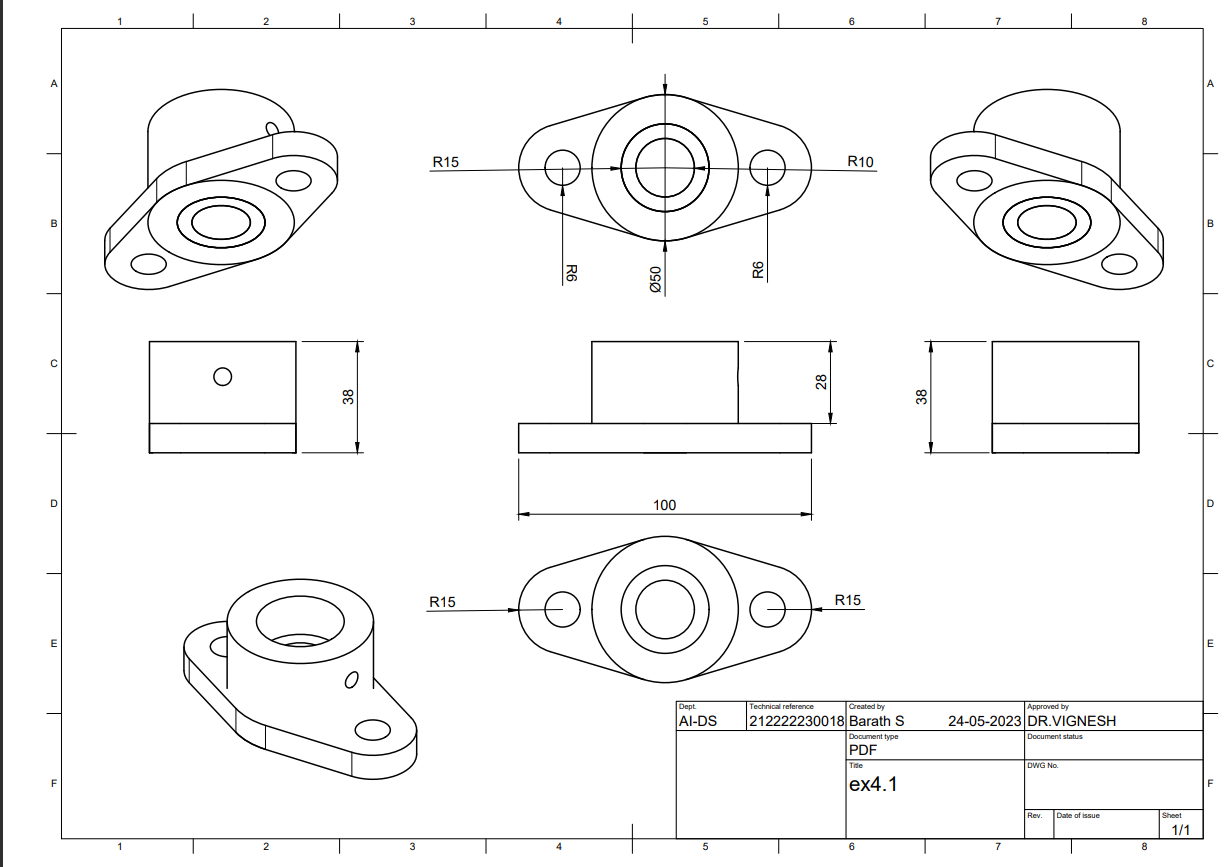 1 2 3 4 5 6 7 8
A A
R15 R10
B B
R6 Ø50 R6
C C
38 28 38
D D
100
R15 R15
E E
Dept. Technical reference Created by Approved by
AI-DS 212222230018 Barath S 24-05-2023 DR.VIGNESH
Document type Document status
PDF
Title DWG No.
F ex4.1 F
Rev. Date of issue Sheet
1/1
1 2 3 4 5 6 7 8